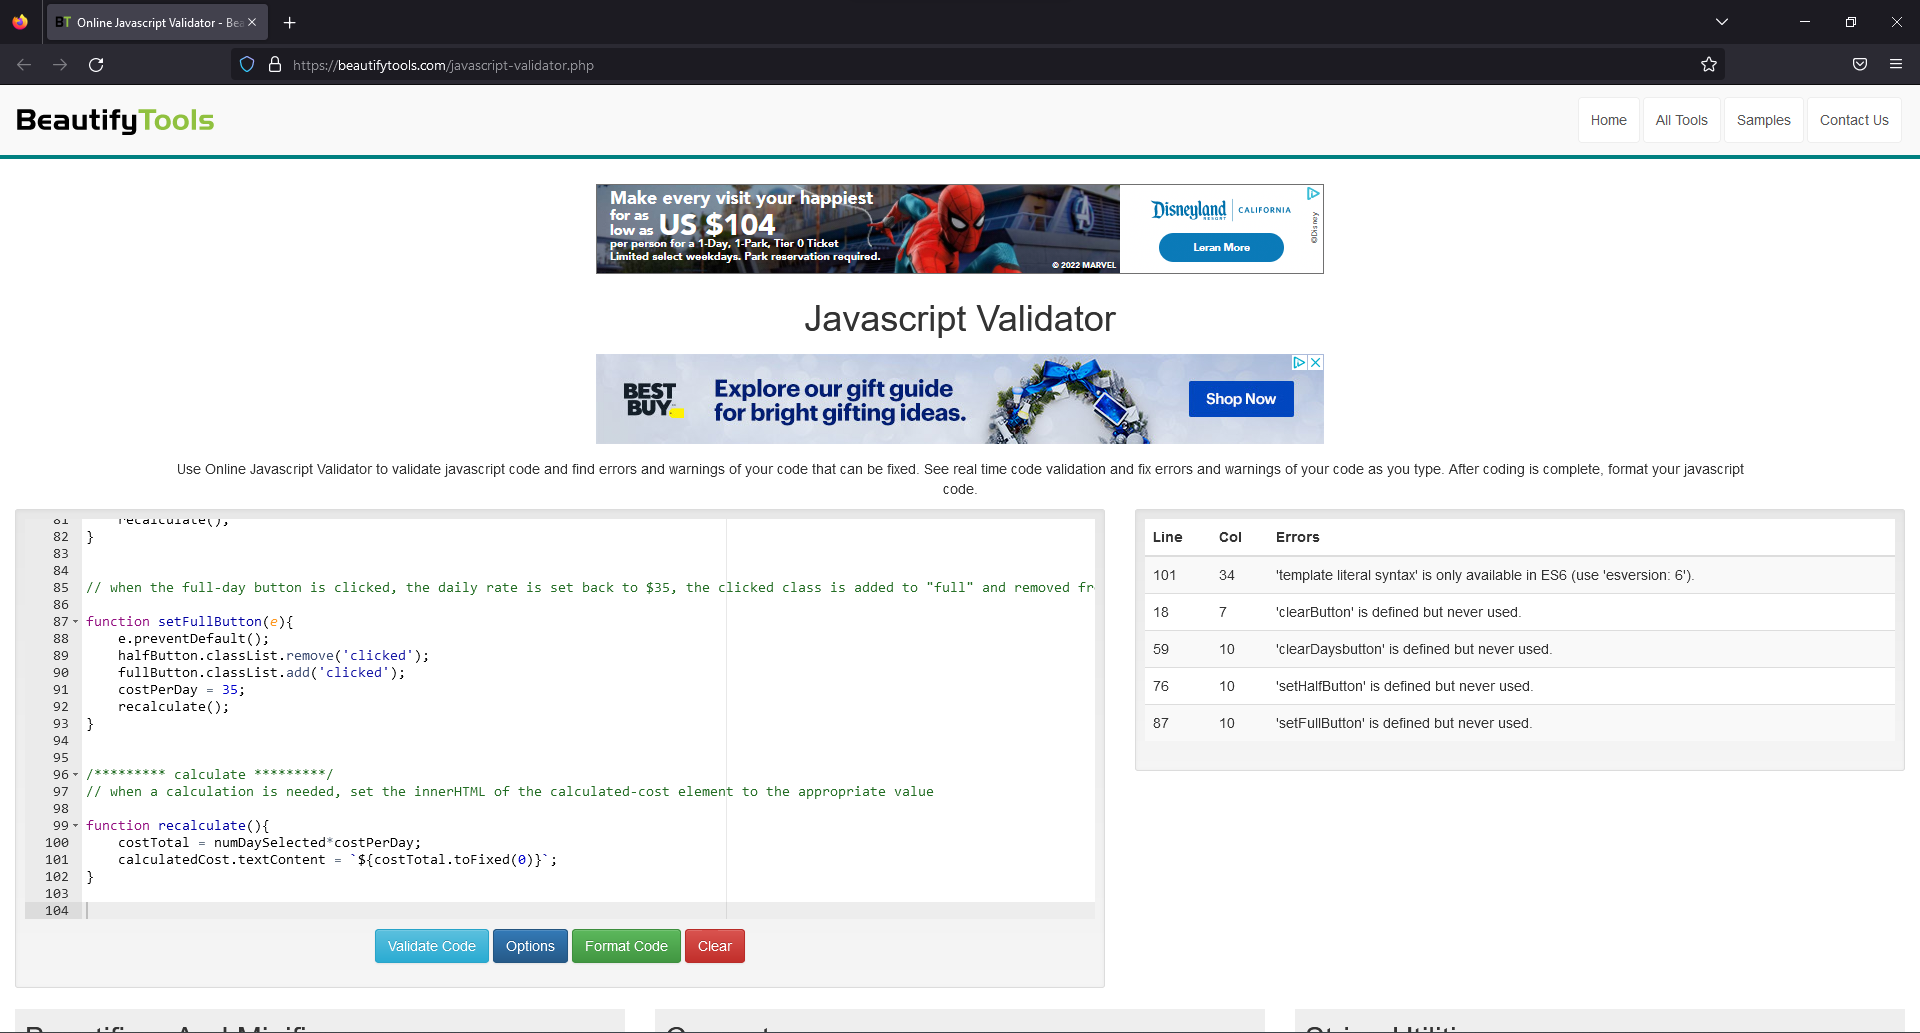 BT Online Javascript Validator - Bea
https://beautifytools.com/javascript-validator.php
BeautifyTools
Home
All Tools
Samples
Contact Us
Make every visit your happiest
for as
low as US $104
per person for a 1-Day, 1-Park, Tier 0 Ticket
Limited select weekdays. Park reservation required.
© 2022 MARVEL
Disneyland
RESORT
CALIFORNIA
Leran More
©Disney
Javascript Validator
BEST
BUY
Explore our gift guide
for bright gifting ideas.
Shop Now
Use Online Javascript Validator to validate javascript code and find errors and warnings of your code that can be fixed. See real time code validation and fix errors and warnings of your code as you type. After coding is complete, format your javascript
code.
81 recalculate();
82 }
83
84
85 // when the full-day button is clicked, the daily rate is set back to $35, the clicked class is added to "full" and removed fr
86
87 function setFullButton(e){
88 e.preventDefault();
89 halfButton.classList.remove('clicked');
90 fullButton.classList.add('clicked');
91 costPerDay = 35;
92 recalculate();
93 }
94
95
96 /********* calculate *********/
97 // when a calculation is needed, set the innerHTML of the calculated-cost element to the appropriate value
98
99 function recalculate(){
100 costTotal = numDaySelected*costPerDay;
101 calculatedCost.textContent = `${costTotal.toFixed(0)}`;
102 }
103
104
Validate Code
Options
Format Code
Clear
Line Col Errors
101 34 'template literal syntax' is only available in ES6 (use 'esversion: 6').
18 7 'clearButton' is defined but never used.
59 10 'clearDaysbutton' is defined but never used.
76 10 'setHalfButton' is defined but never used.
87 10 'setFullButton' is defined but never used.